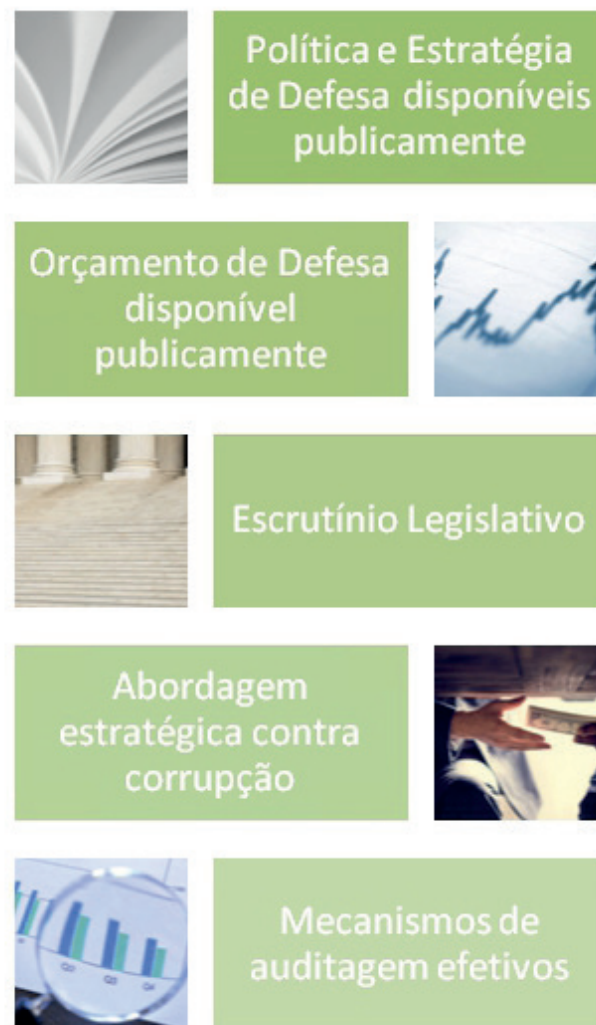 Política e Estratégia
de Defesa disponíveis
publicamente
Orçamento de Defesa
disponível
publicamente
Escrutínio Legislativo
Abordagem
estratégica contra
corrupção
Mecanismos de
auditagem efetivos